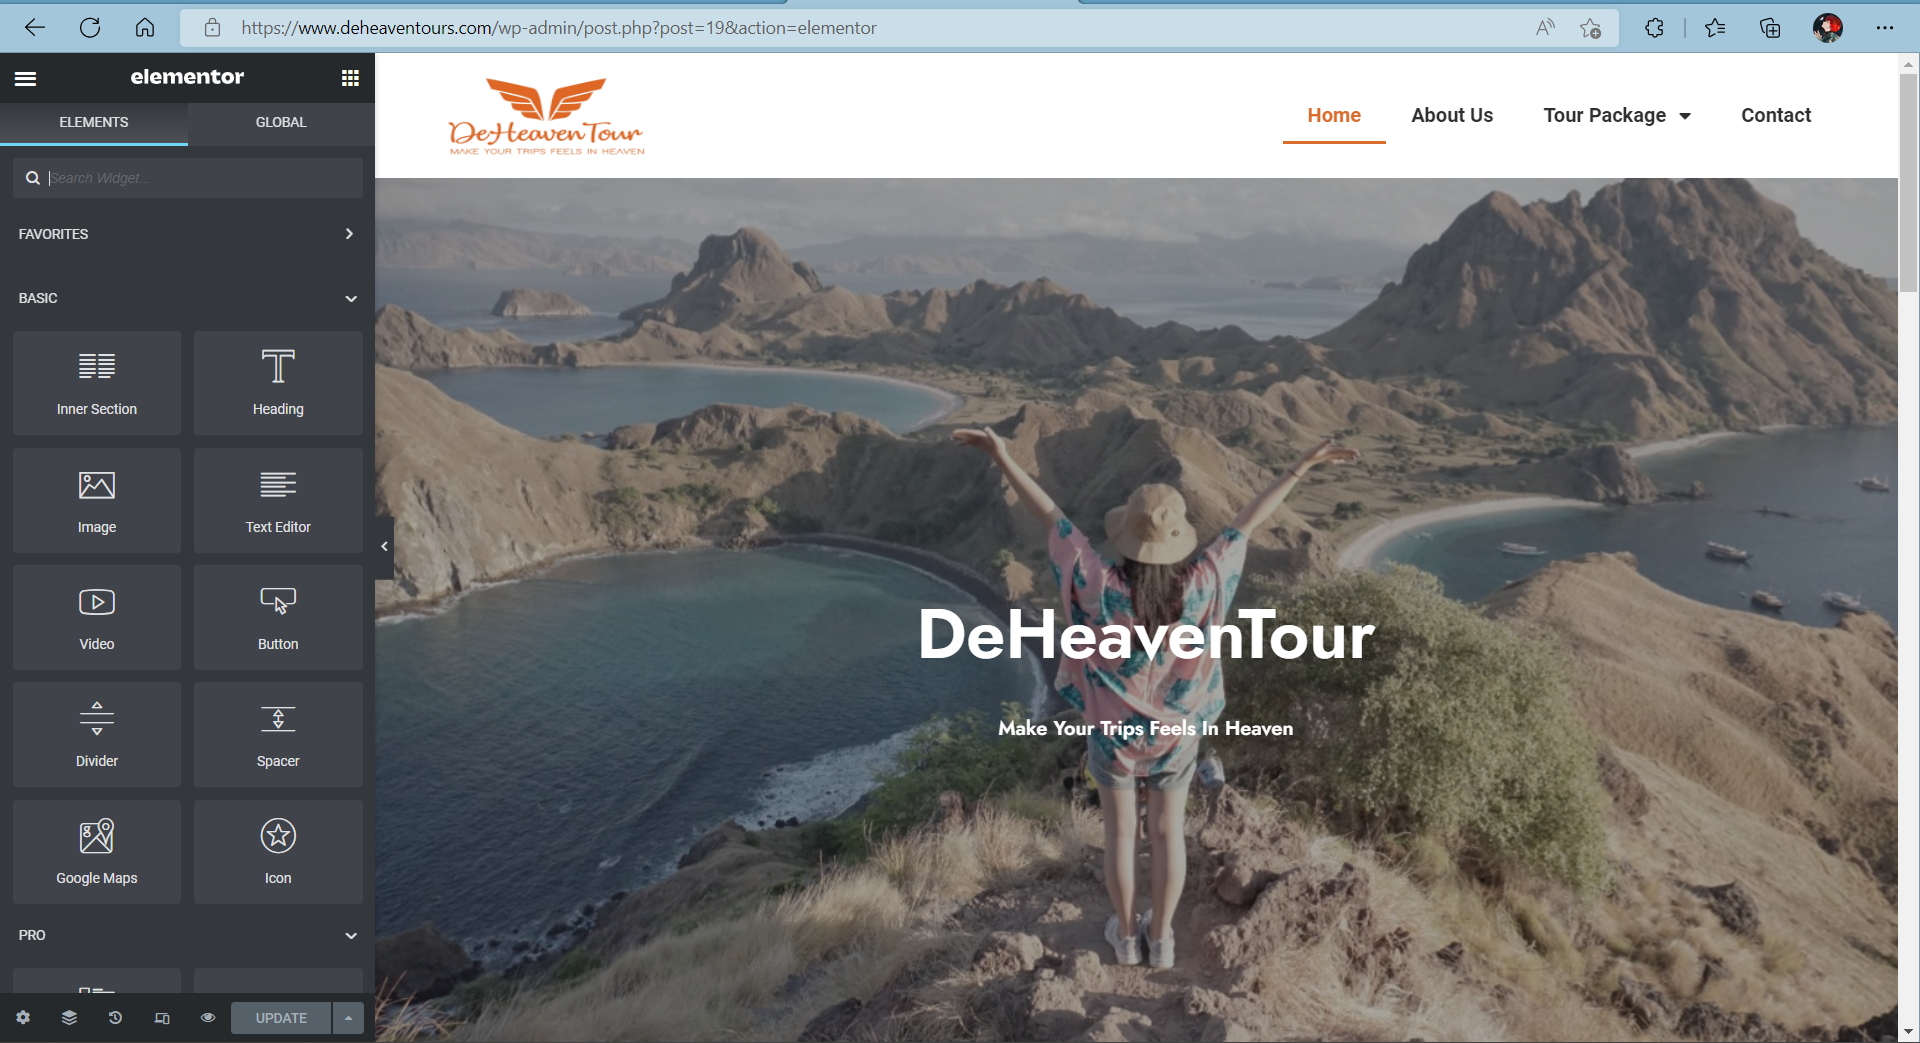 https://www.deheaventours.com/wp-admin/post.php?post=19&action=elementor
elementor
ELEMENTS
GLOBAL
Search Widget...
FAVORITES
BASIC
Inner Section
Heading
Image
Text Editor
Video
Button
Divider
Spacer
Google Maps
Icon
PRO
UPDATE
DeHeavenTour
MAKE YOUR TRIPS FEELS IN HEAVEN
Home
About Us
Tour Package
Contact
DeHeavenTour
Make Your Trips Feels In Heaven